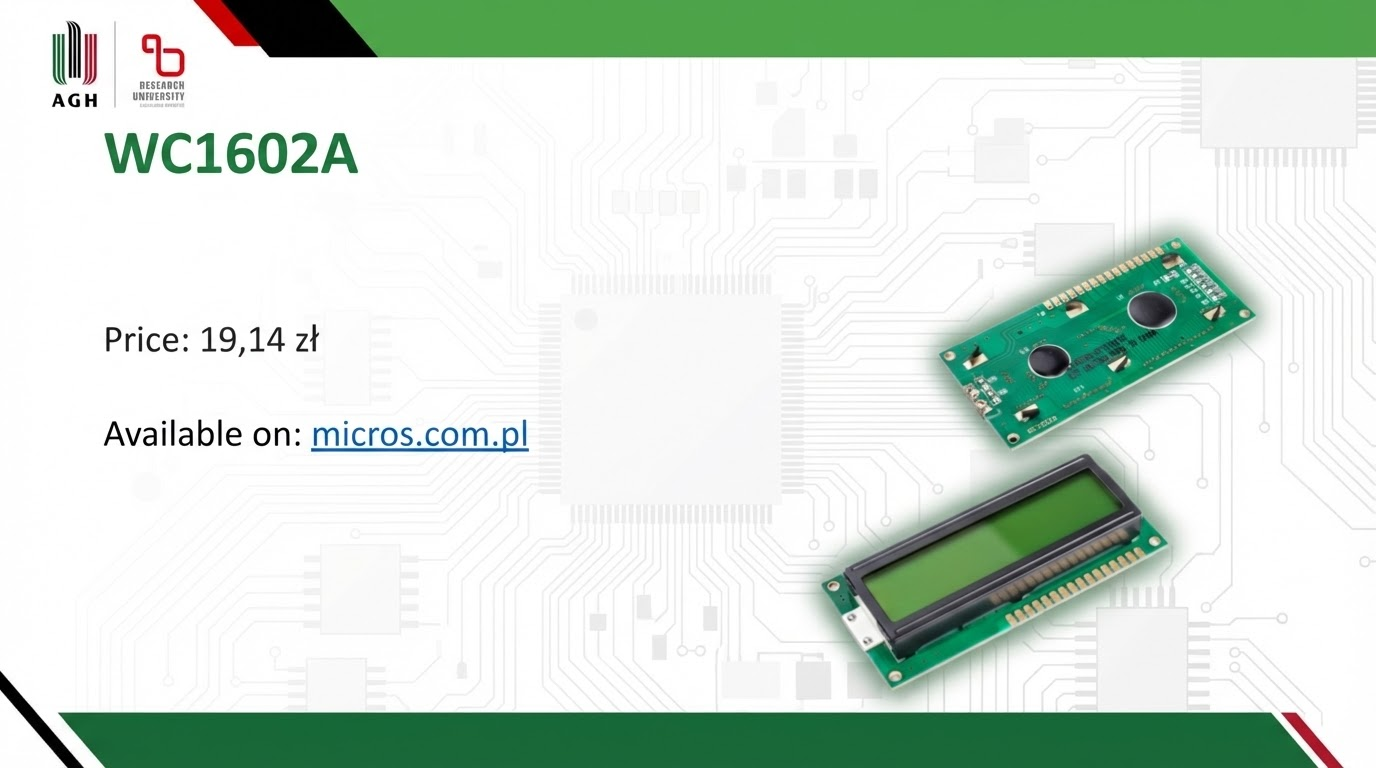 AGH
RESEARCH
UNIVERSITY
WC1602A
Price: 19,14 zł
Available on: micros.com.pl